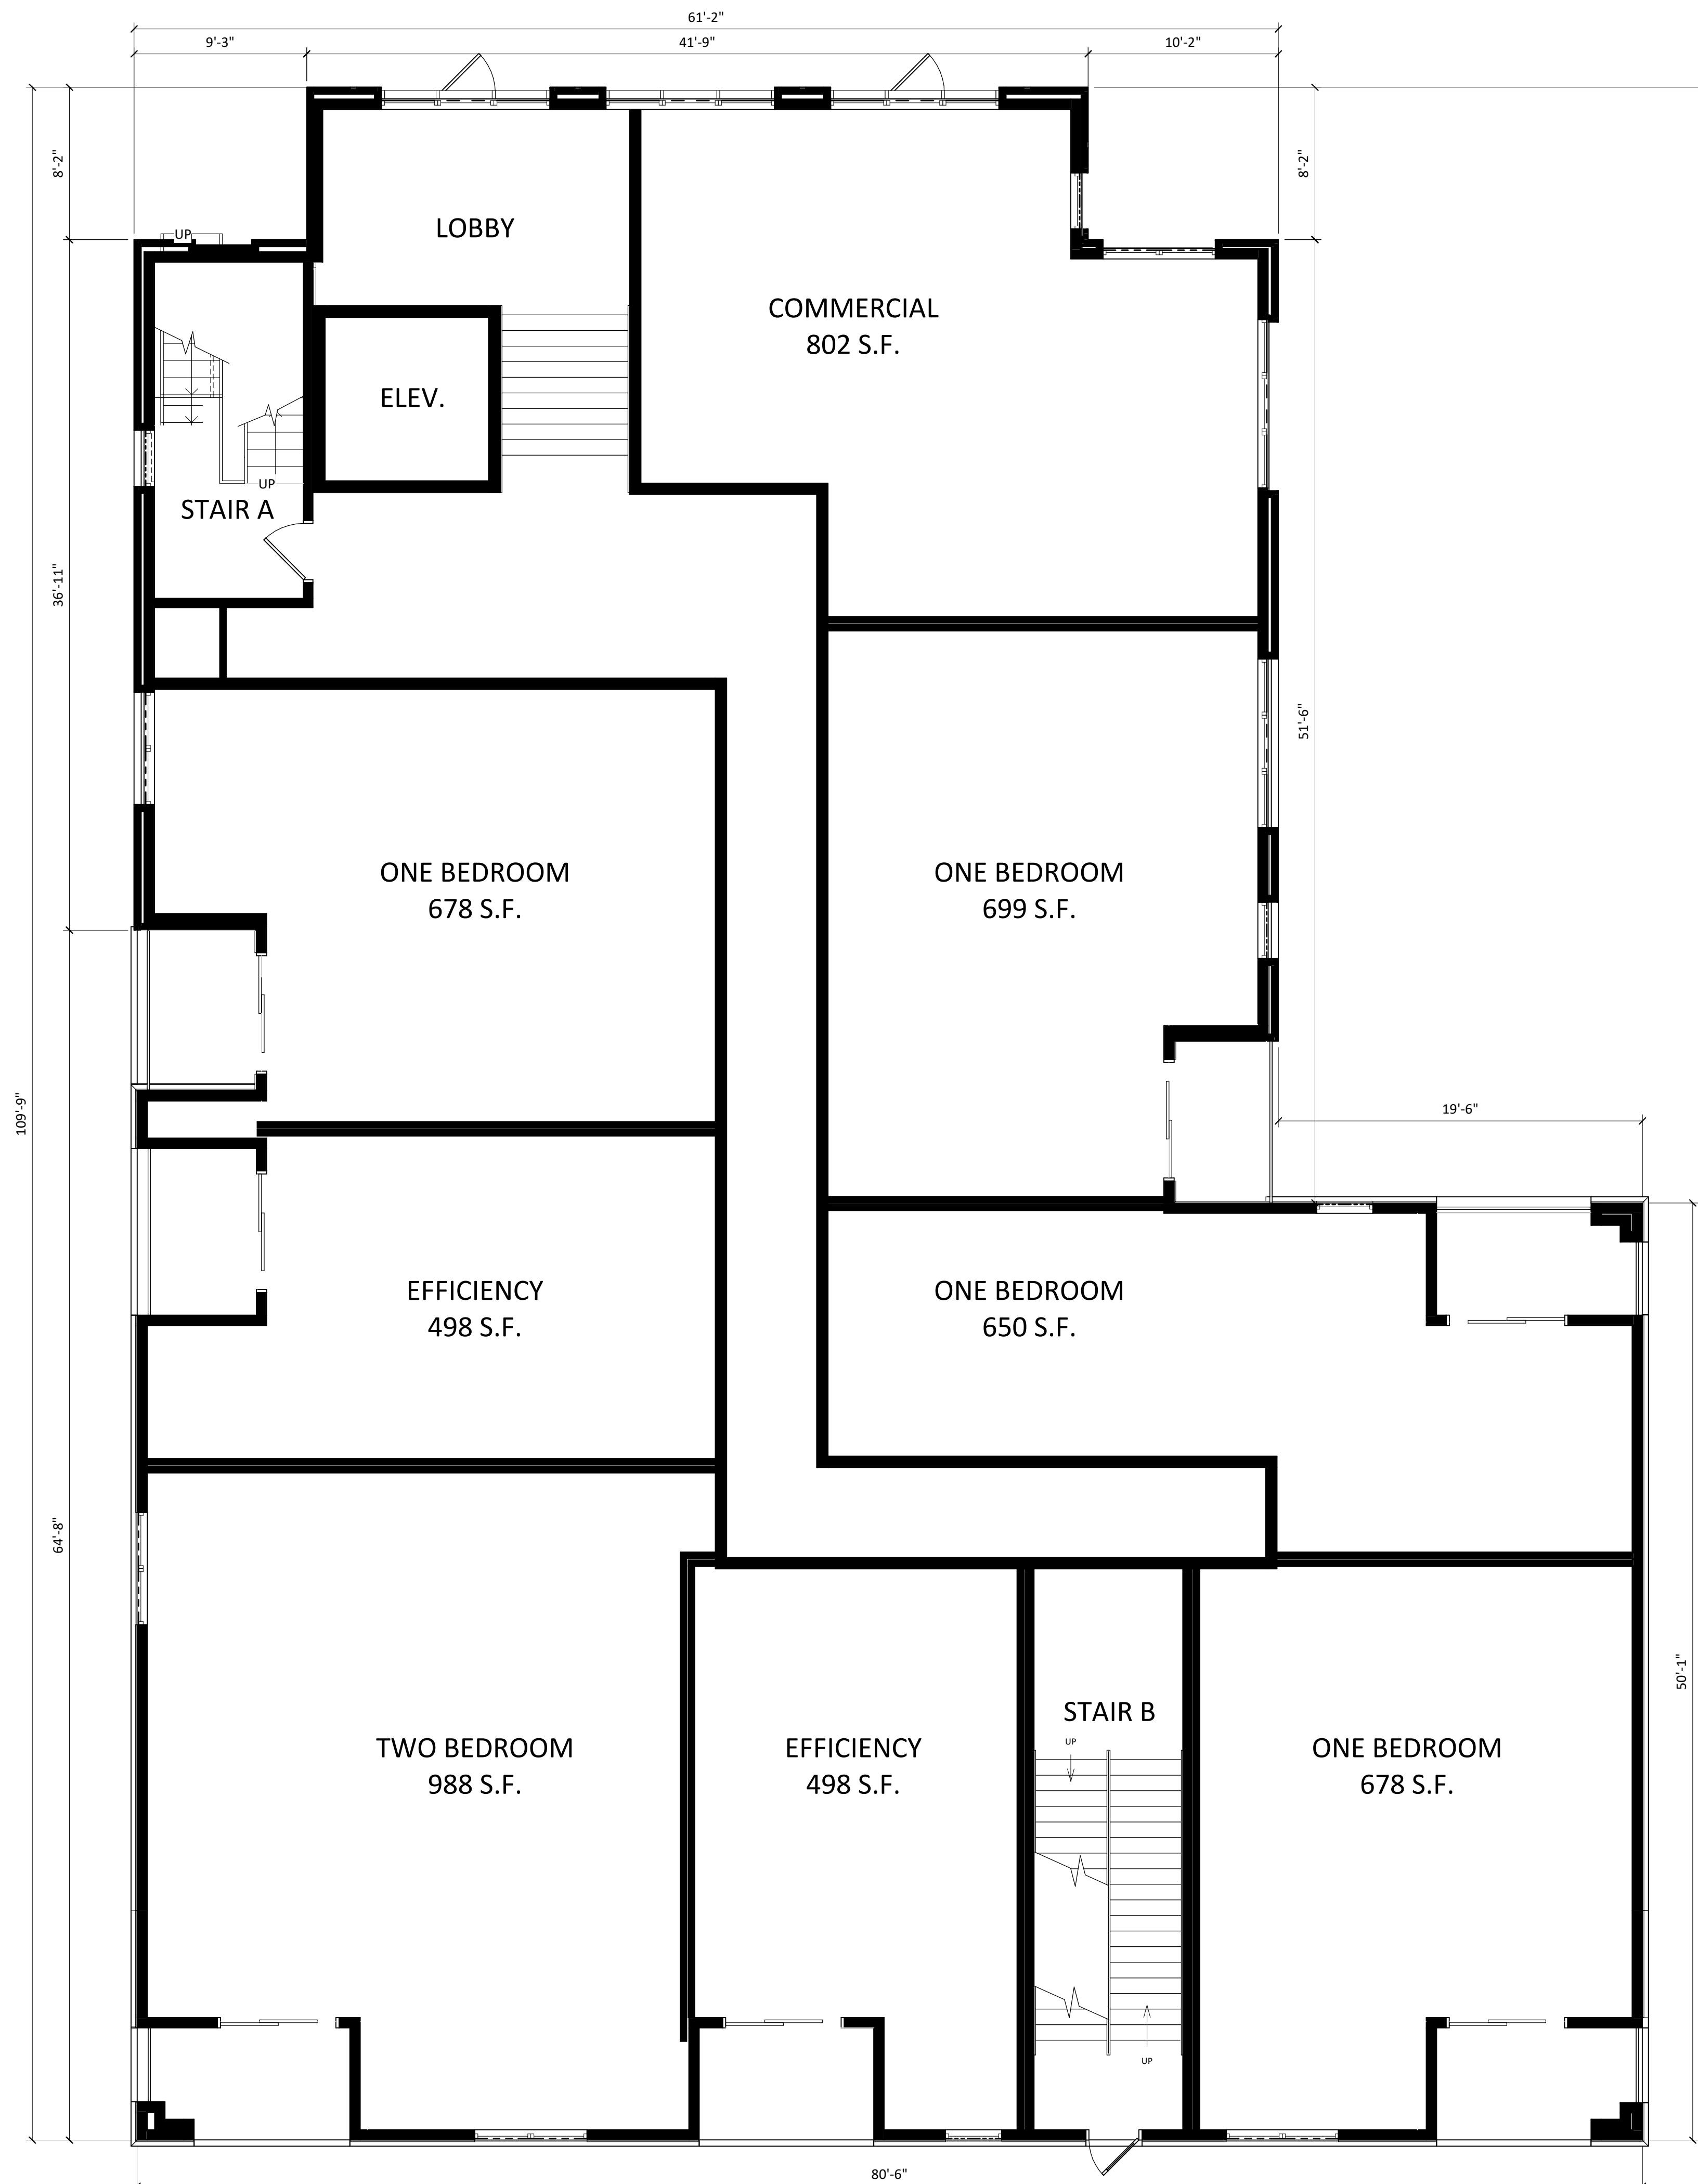 61'-2"
9'-3"
41'-9"
10'-2"
8'-2"
8'-2"
UP
LOBBY
COMMERCIAL
802 S.F.
ELEV.
UP
STAIR A
36'-11"
51'-6"
ONE BEDROOM
678 S.F.
ONE BEDROOM
699 S.F.
109'-9"
19'-6"
EFFICIENCY
498 S.F.
ONE BEDROOM
650 S.F.
64'-8"
50'-1"
STAIR B
UP
TWO BEDROOM
988 S.F.
EFFICIENCY
498 S.F.
ONE BEDROOM
678 S.F.
UP
80'-6"